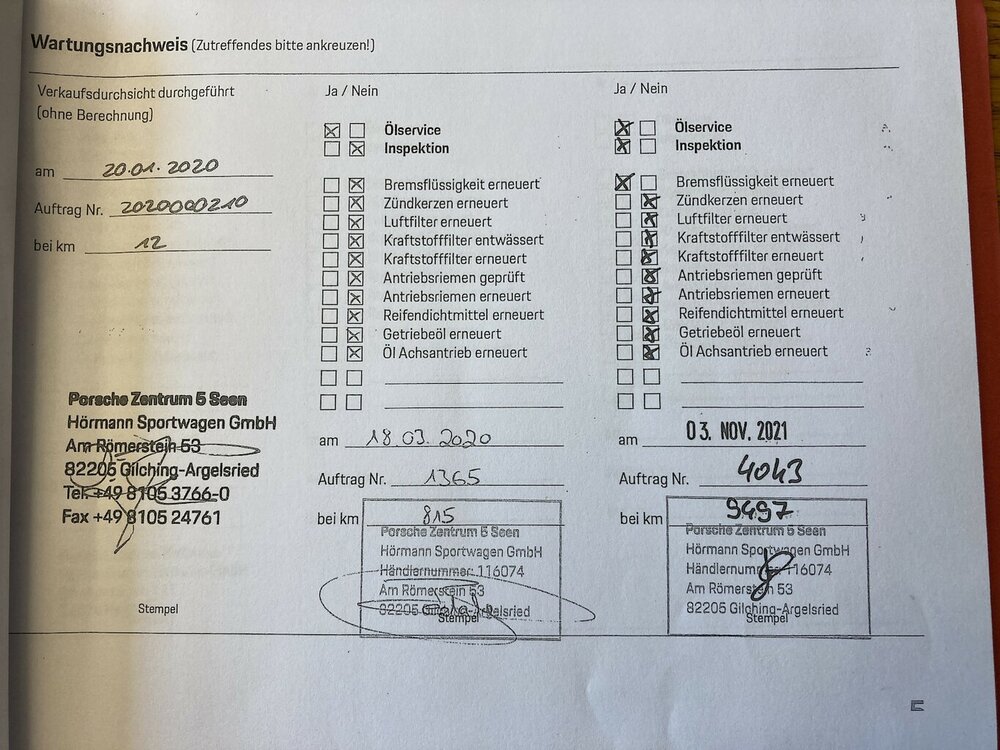 Wartungsnachweis (Zutreffendes bitte ankreuzen!)
Verkaufsdurchsicht durchgeführt
(ohne Berechnung)
am 20.01.2020
Auftrag Nr. 2020000210
bei km 12
Porsche Zentrum 5 Seen
Hörmann Sportwagen GmbH
Am Römerstein 53
82205 Gilching-Argelsried
Tel. +49 8105 3766-0
Fax +49 8105 24761
Stempel
Ja / Nein
Ölservice
Inspektion
Bremsflüssigkeit erneuert
Zündkerzen erneuert
Luftfilter erneuert
Kraftstofffilter entwässert
Kraftstofffilter erneuert
Antriebsriemen geprüft
Antriebsriemen erneuert
Reifendichtmittel erneuert
Getriebeöl erneuert
Öl Achsantrieb erneuert
am 18.03.2020
Auftrag Nr. 1365
bei km 815
Porsche Zentrum 5 Seen
Hörmann Sportwagen GmbH
Händlernummer: 116074
Am Römerstein 53
82205 Gilching-Argelsried
Stempel
Ja / Nein
Ölservice
Inspektion
Bremsflüssigkeit erneuert
Zündkerzen erneuert
Luftfilter erneuert
Kraftstofffilter entwässert
Kraftstofffilter erneuert
Antriebsriemen geprüft
Antriebsriemen erneuert
Reifendichtmittel erneuert
Getriebeöl erneuert
Öl Achsantrieb erneuert
am 03. NOV. 2021
Auftrag Nr. 4043
bei km 9497
Porsche Zentrum 5 Seen
Hörmann Sportwagen GmbH
Händlernummer: 116074
Am Römerstein 53
82205 Gilching-Argelsried
Stempel